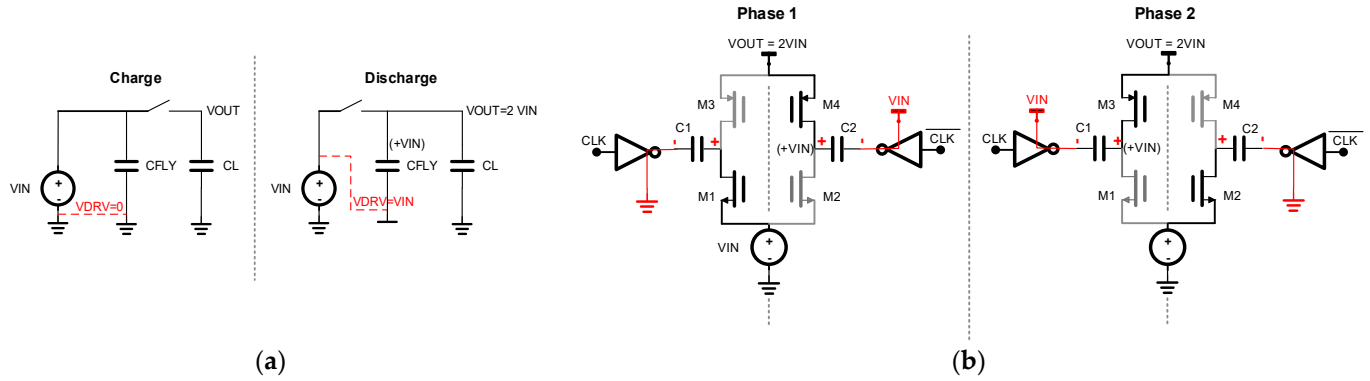 Charge
VOUT
CFLY
CL
VIN
+
-
VDRV=0
Discharge
VOUT=2 VIN
(+VIN)
CFLY
CL
VIN
+
-
VDRV=VIN
(a)
Phase 1
VOUT = 2VIN
M3
M4
VIN
CLK
C1
- +
(+VIN)
+ -
C2
CLK
M1
M2
VIN
+
-
Phase 2
VOUT = 2VIN
M3
M4
VIN
CLK
C1
- +
(+VIN)
+ -
C2
CLK
M1
M2
+
-
(b)